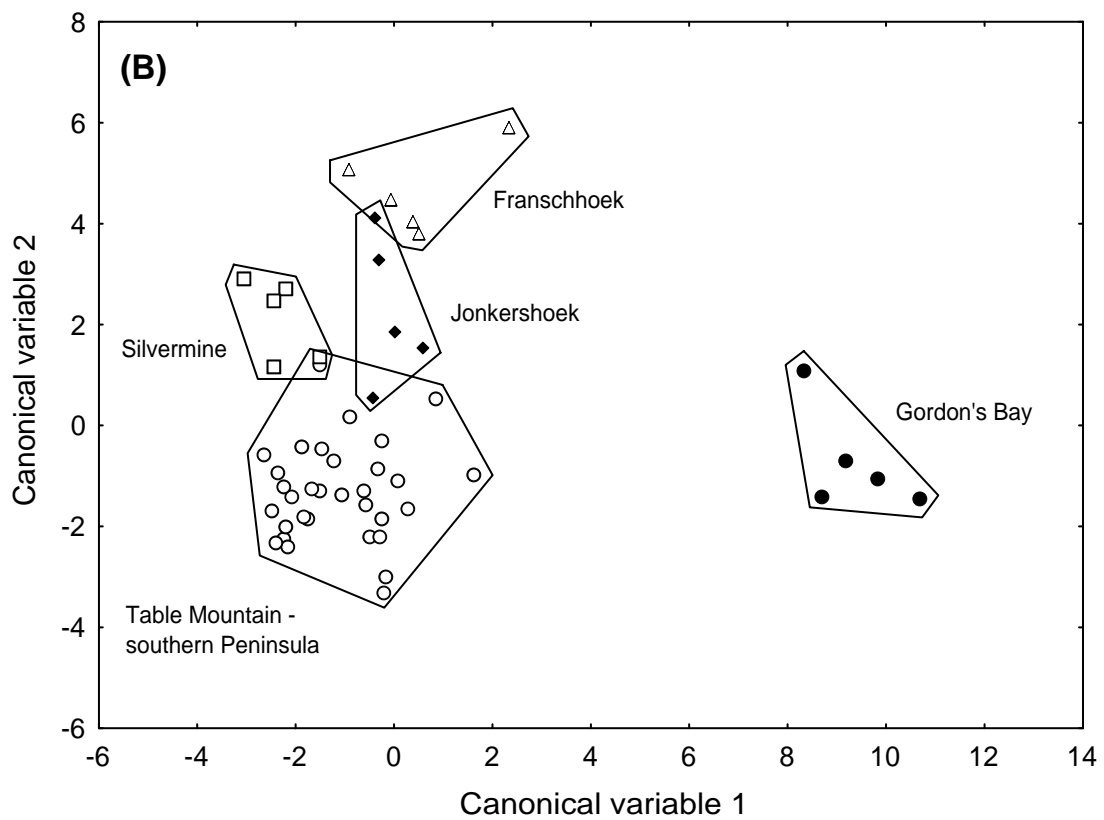 8
6
4
2
0
-2
-4
-6
(B)
Franschhoek
Jonkershoek
Silvermine
Gordon's Bay
Table Mountain -
southern Peninsula
Canonical variable 2
-6 -4 -2 0 2 4 6 8 10 12 14
Canonical variable 1